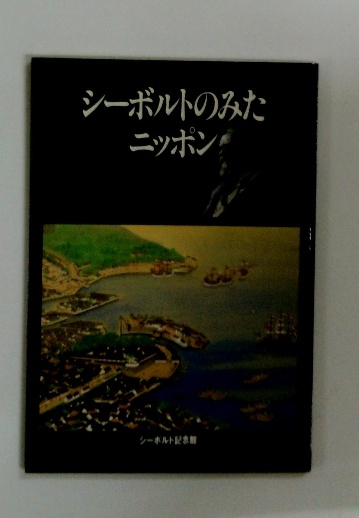 シーボルトのみた
ニッポン
シーボルト記念館